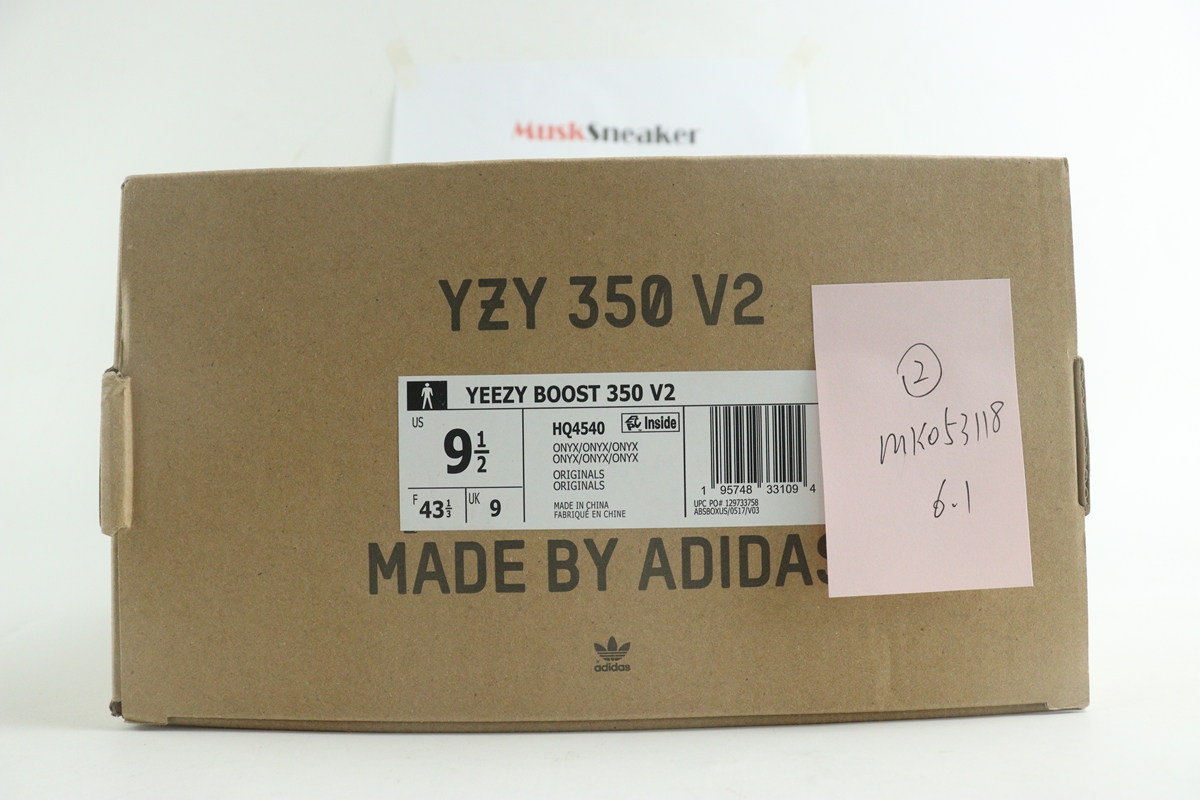 MuskSneaker
YZY 350 V2
YEEZY BOOST 350 V2
US
9 1/2
F 43 1/3
UK 9
HQ4540
Inside
ONYX/ONYX/ONYX
ONYX/ONYX/ONYX
ORIGINALS
ORIGINALS
MADE IN CHINA
FABRIQUÉ EN CHINE
1 95748 33109 4
UPC PO# 129733758
ABSBOXUS/0517/V03
MADE BY ADIDAS
adidas
2
MK053118
6.1